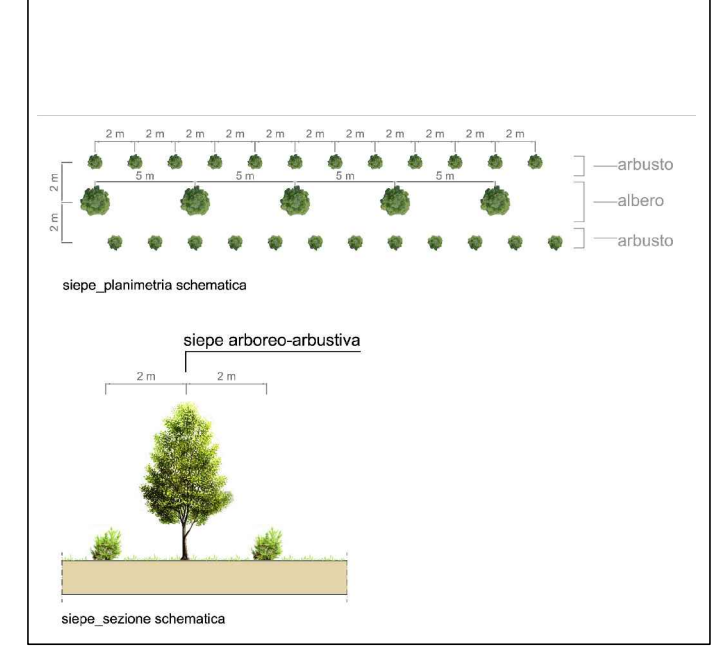 2 m 2 m 2 m 2 m 2 m 2 m 2 m 2 m 2 m 2 m 2 m
arbusto
2 m
5 m 5 m 5 m 5 m
albero
2 m
arbusto
siepe_planimetria schematica
siepe arboreo-arbustiva
2 m 2 m
siepe_sezione schematica